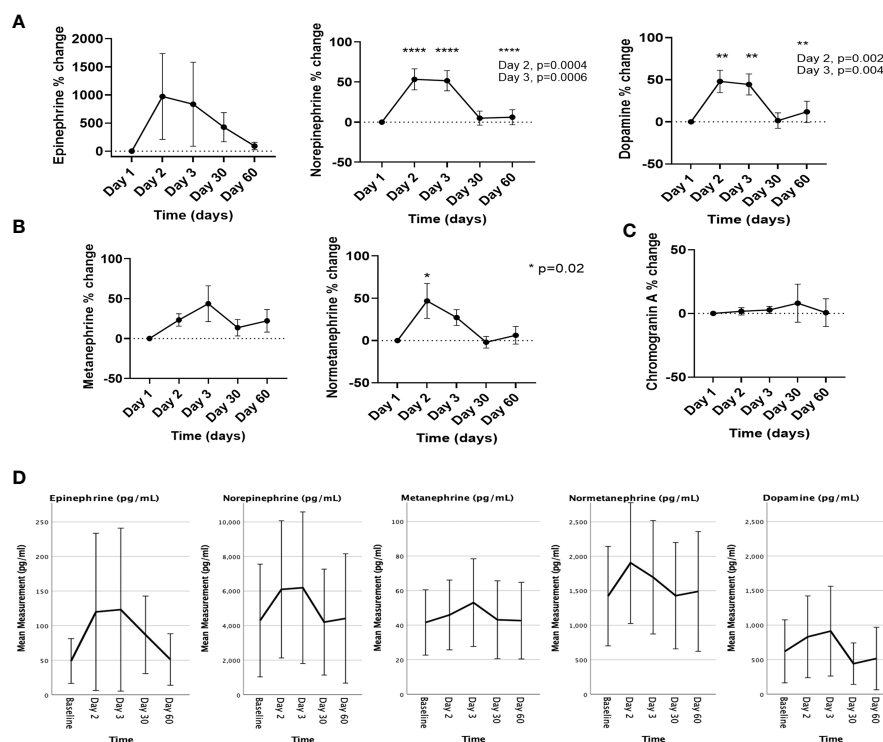 A
Epinephrine % change
2000
1500
1000
500
0
Day 1
Day 2
Day 3
Day 30
Day 60
Time (days)
Norepinephrine % change
100
50
0
-50
**** **** ****
Day 2, p=0.0004
Day 3, p=0.0006
Day 1
Day 2
Day 3
Day 30
Day 60
Time (days)
Dopamine % change
100
50
0
-50
** ** **
Day 2, p=0.002
Day 3, p=0.004
Day 1
Day 2
Day 3
Day 30
Day 60
Time (days)
B
Metanephrine % change
100
50
0
-50
Day 1
Day 2
Day 3
Day 30
Day 60
Time (days)
Normetanephrine % change
100
50
0
-50
*
* p=0.02
Day 1
Day 2
Day 3
Day 30
Day 60
Time (days)
C
Chromogranin A % change
50
0
-50
Day 1
Day 2
Day 3
Day 30
Day 60
Time (days)
D
Epinephrine (pg/mL)
Mean Measurement (pg/ml)
250
200
150
100
50
0
Baseline
Day 2
Day 3
Day 30
Day 60
Time
Norepinephrine (pg/mL)
Mean Measurement (pg/ml)
10,000
8,000
6,000
4,000
2,000
0
Baseline
Day 2
Day 3
Day 30
Day 60
Time
Metanephrine (pg/mL)
Mean Measurement (pg/ml)
100
80
60
40
20
0
Baseline
Day 2
Day 3
Day 30
Day 60
Time
Normetanephrine (pg/mL)
Mean Measurement (pg/ml)
2,500
2,000
1,500
1,000
500
0
Baseline
Day 2
Day 3
Day 30
Day 60
Time
Dopamine (pg/mL)
Mean Measurement (pg/ml)
2,500
2,000
1,500
1,000
500
0
Baseline
Day 2
Day 3
Day 30
Day 60
Time